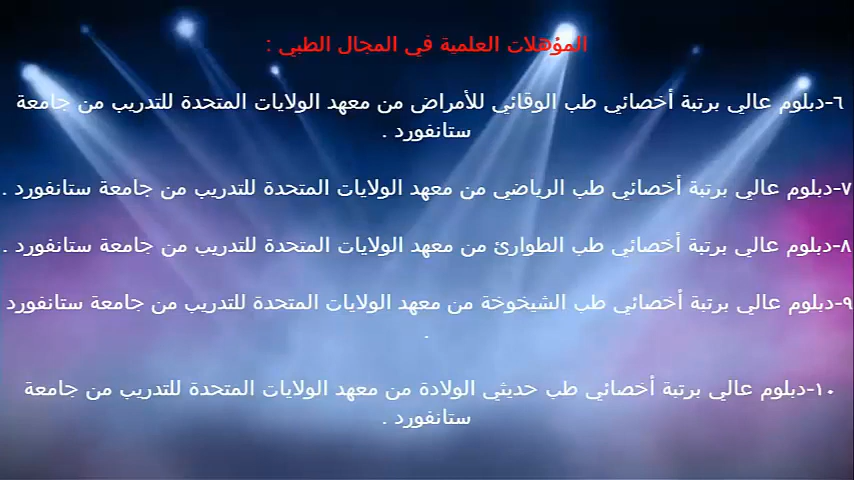 المؤهلات العلمية في المجال الطبي :
٦-دبلوم عالي برتبة أخصائي طب الوقائي للأمراض من معهد الولايات المتحدة للتدريب من جامعة
ستانفورد .
٧-دبلوم عالي برتبة أخصائي طب الرياضي من معهد الولايات المتحدة للتدريب من جامعة ستانفورد .
٨-دبلوم عالي برتبة أخصائي طب الطوارئ من معهد الولايات المتحدة للتدريب من جامعة ستانفورد .
٩-دبلوم عالي برتبة أخصائي طب الشيخوخة من معهد الولايات المتحدة للتدريب من جامعة ستانفورد
.
١٠-دبلوم عالي برتبة أخصائي طب حديثي الولادة من معهد الولايات المتحدة للتدريب من جامعة
ستانفورد .